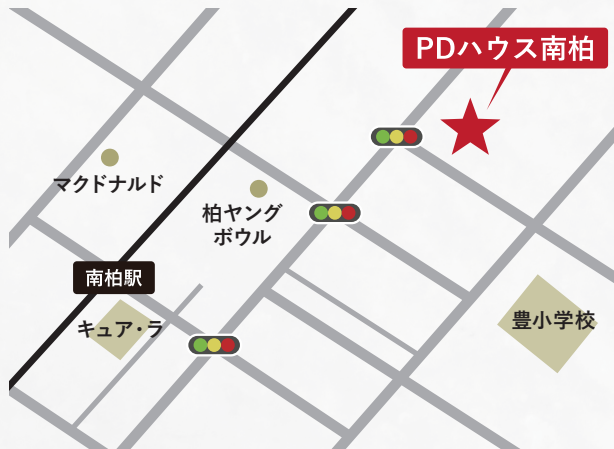 PDハウス南柏
マクドナルド
柏ヤング
ボウル
南柏駅
キュア・ラ
豊小学校